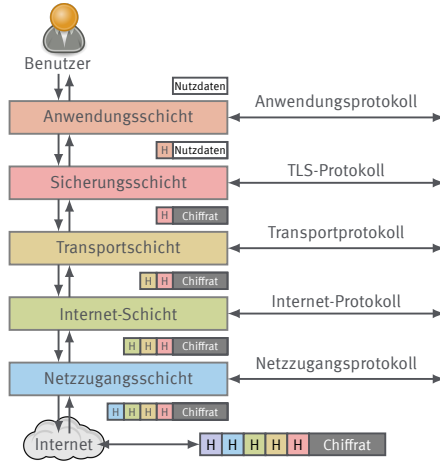 Benutzer
Nutzdaten
Anwendungsschicht
Anwendungsprotokoll
H Nutzdaten
Sicherungsschicht
TLS-Protokoll
H Chiffrat
Transportschicht
Transportprotokoll
H H Chiffrat
Internet-Schicht
Internet-Protokoll
H H H Chiffrat
Netzzugangsschicht
Netzzugangsprotokoll
H H H H Chiffrat
Internet
H H H H H Chiffrat